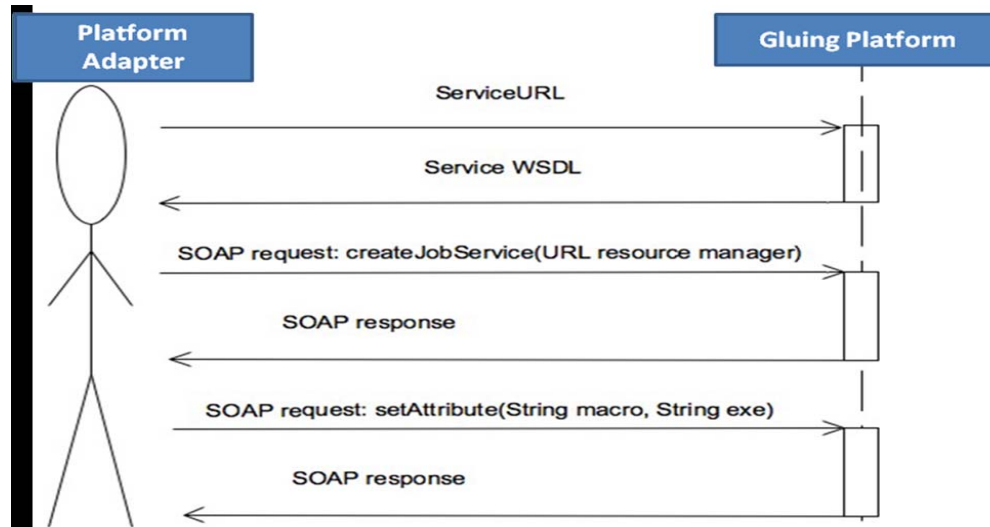 Platform
Adapter
Gluing Platform
ServiceURL
Service WSDL
SOAP request: createJobService(URL resource manager)
SOAP response
SOAP request: setAttribute(String macro, String exe)
SOAP response